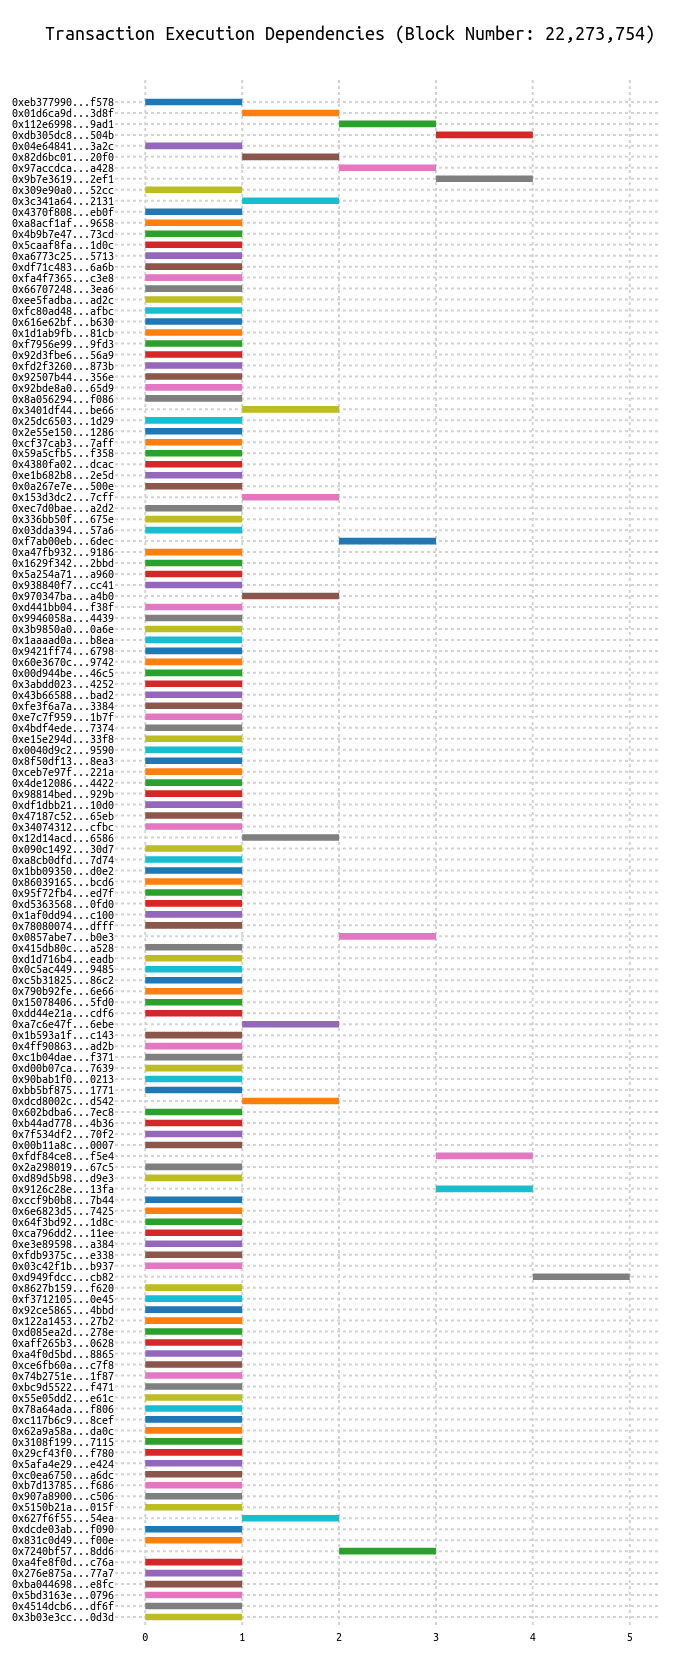 Transaction Execution Dependencies (Block Number: 22,273,754)
0xeb377990...f578
0x01d6ca9d...3d8f
0x112e6998...9ad1
0xdb305dc8...504b
0x04e64841...3a2c
0x82d6bc01...20f0
0x97accdca...a428
0x9b7e3619...2ef1
0x309e90a0...52cc
0x3c341a64...2131
0x4370f808...eb0f
0xa8acf1af...9658
0x4b9b7e47...73cd
0x5caaf8fa...1d0c
0xa6773c25...5713
0xdf71c483...6a6b
0xfa4f7365...c3e8
0x66707248...3ea6
0xee5fadba...ad2c
0xfc80ad48...afbc
0x616e62bf...b630
0x1d1ab9fb...81cb
0xf7956e99...9fd3
0x92d3fbe6...56a9
0xfd2f3260...873b
0x92507b44...356e
0x92bde8a0...65d9
0x8a056294...f086
0x3401df44...be66
0x25dc6503...1d29
0x2e55e150...1286
0xcf37cab3...7aff
0x59a5cfb5...f358
0x4380fa02...dcac
0xe1b682b8...2e5d
0x0a267e7e...500e
0x153d3dc2...7cff
0xec7d0bae...a2d2
0x336bb50f...675e
0x03dda394...57a6
0xf7ab00eb...6dec
0xa47fb932...9186
0x1629f342...2bbd
0x5a254a71...a960
0x938840f7...cc41
0x970347ba...a4b0
0xd441bb04...f38f
0x9946058a...4439
0x3b9850a0...0a6e
0x1aaaad0a...b8ea
0x9421ff74...6798
0x60e3670c...9742
0x00d944be...46c5
0x3abdd023...4252
0x43b66588...bad2
0xfe3f6a7a...3384
0xe7c7f959...1b7f
0x4bdf4ede...7374
0xe15e294d...33f8
0x0040d9c2...9590
0x8f50df13...8ea3
0xceb7e97f...221a
0x4de12086...4422
0x98814bed...929b
0xdf1dbb21...10d0
0x47187c52...65eb
0x34074312...cfbc
0x12d14acd...6586
0x090c1492...30d7
0xa8cb0dfd...7d74
0x1bb09350...d0e2
0x86039165...bcd6
0x95f72fb4...ed7f
0xd5363568...0fd0
0x1af0dd94...c100
0x78080074...dfff
0x0857abe7...b0e3
0x415db80c...a528
0xd1d716b4...eadb
0x0c5ac449...9485
0xc5b31825...86c2
0x790b92fe...6e66
0x15078406...5fd0
0xdd44e21a...cdf6
0xa7c6e47f...6ebe
0x1b593a1f...c143
0x4ff90863...ad2b
0xc1b04dae...f371
0xd00b07ca...7639
0x90bab1f0...0213
0xbb5bf875...1771
0xdcd8002c...d542
0x602bdba6...7ec8
0xb44ad778...4b36
0x7f534df2...70f2
0x00b11a8c...0007
0xfdf84ce8...f5e4
0x2a298019...67c5
0xd89d5b98...d9e3
0x9126c28e...13fa
0xccf9b0b8...7b44
0x6e6823d5...7425
0x64f3bd92...1d8c
0xca796dd2...11ee
0xe3e89598...a384
0xfdb9375c...e338
0x03c42f1b...b937
0xd949fdcc...cb82
0x8627b159...f620
0xf3712105...0e45
0x92ce5865...4bbd
0x122a1453...27b2
0xd085ea2d...278e
0xaff265b3...0628
0xa4f0d5bd...8865
0xce6fb60a...c7f8
0x74b2751e...1f87
0xbc9d5522...f471
0x55e05dd2...e61c
0x78a64ada...f806
0xc117b6c9...8cef
0x62a9a58a...da0c
0x3108f199...7115
0x29cf43f0...f780
0x5afa4e29...e424
0xc0ea6750...a6dc
0xb7d13785...f686
0x907a8900...c506
0x5150b21a...015f
0x627f6f55...54ea
0xdcde03ab...f090
0x831c0d49...f00e
0x7240bf57...8dd6
0xa4fe8f0d...c76a
0x276e875a...77a7
0xba044698...e8fc
0x5bd3163e...0796
0x4514dcb6...df6f
0x3b03e3cc...0d3d
0 1 2 3 4 5